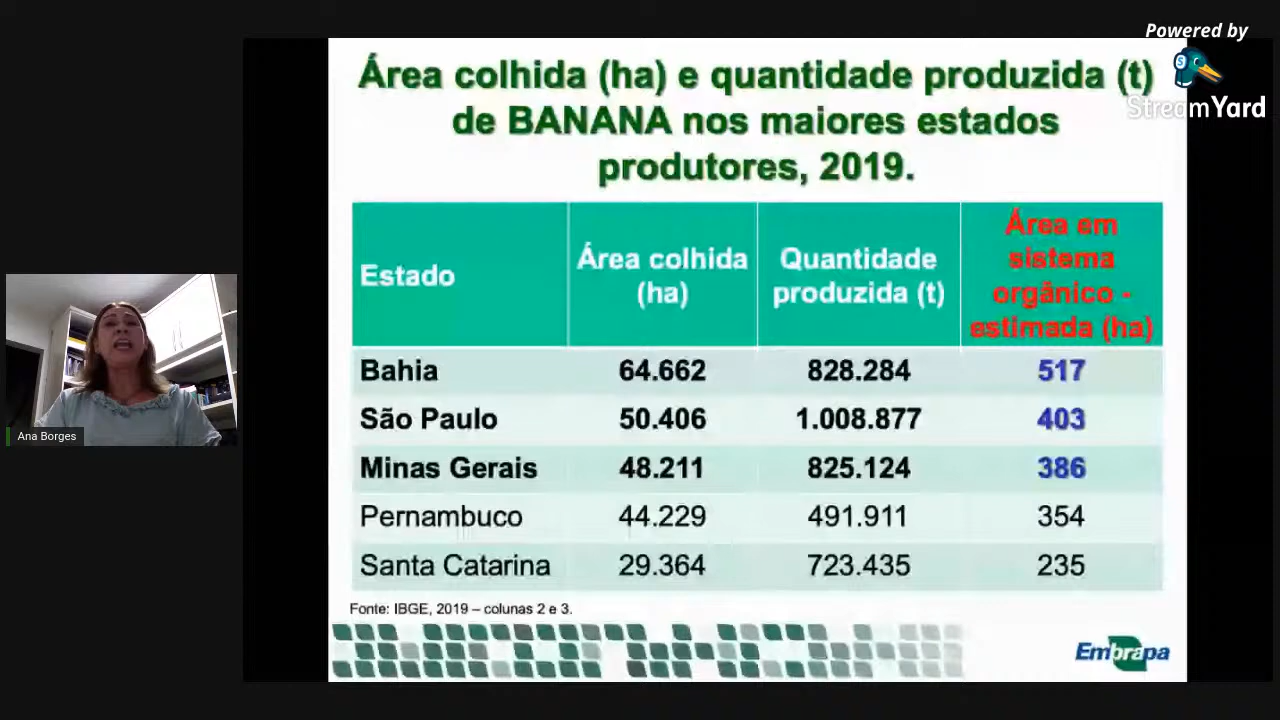 Powered by
StreamYard
Área colhida (ha) e quantidade produzida (t)
de BANANA nos maiores estados
produtores, 2019.
Estado
Área colhida
(ha)
Quantidade
produzida (t)
Área em
sistema
orgânico -
estimada (ha)
Bahia 64.662 828.284 517
São Paulo 50.406 1.008.877 403
Minas Gerais 48.211 825.124 386
Pernambuco 44.229 491.911 354
Santa Catarina 29.364 723.435 235
Fonte: IBGE, 2019 – colunas 2 e 3.
Embrapa
Ana Borges